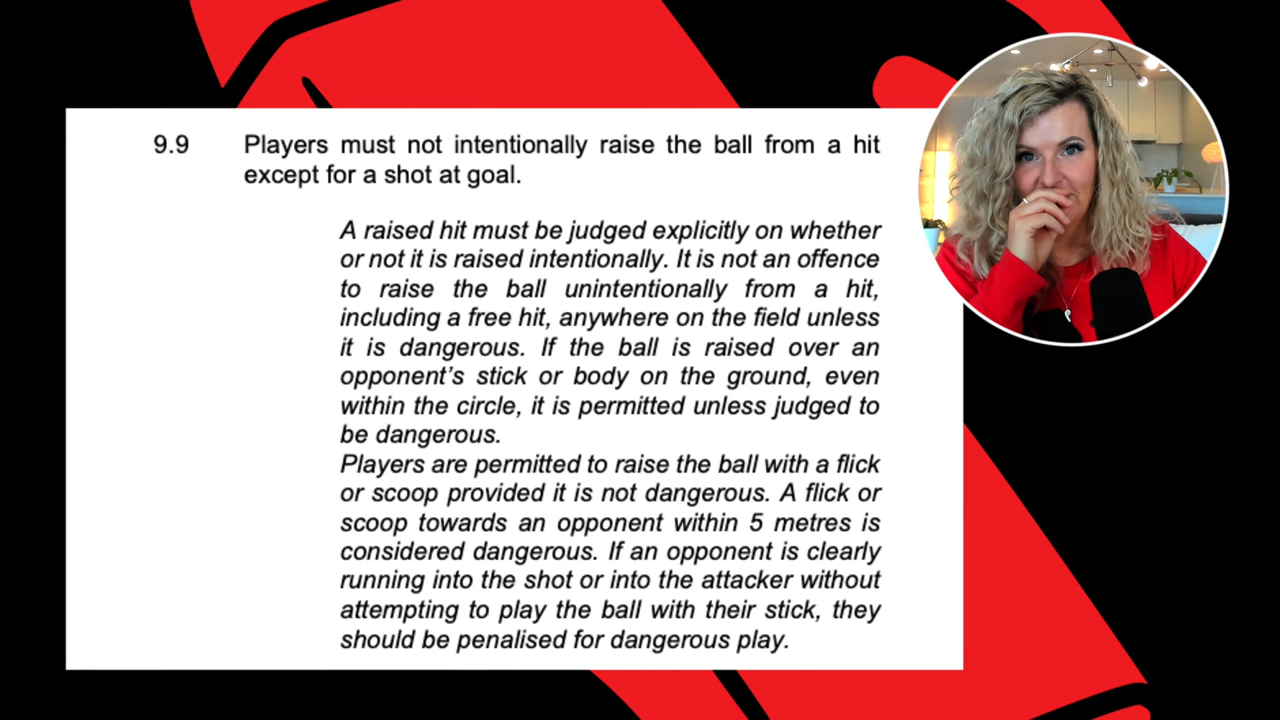 9.9 Players must not intentionally raise the ball from a hit
except for a shot at goal.
A raised hit must be judged explicitly on whether
or not it is raised intentionally. It is not an offence
to raise the ball unintentionally from a hit,
including a free hit, anywhere on the field unless
it is dangerous. If the ball is raised over an
opponent's stick or body on the ground, even
within the circle, it is permitted unless judged to
be dangerous.
Players are permitted to raise the ball with a flick
or scoop provided it is not dangerous. A flick or
scoop towards an opponent within 5 metres is
considered dangerous. If an opponent is clearly
running into the shot or into the attacker without
attempting to play the ball with their stick, they
should be penalised for dangerous play.